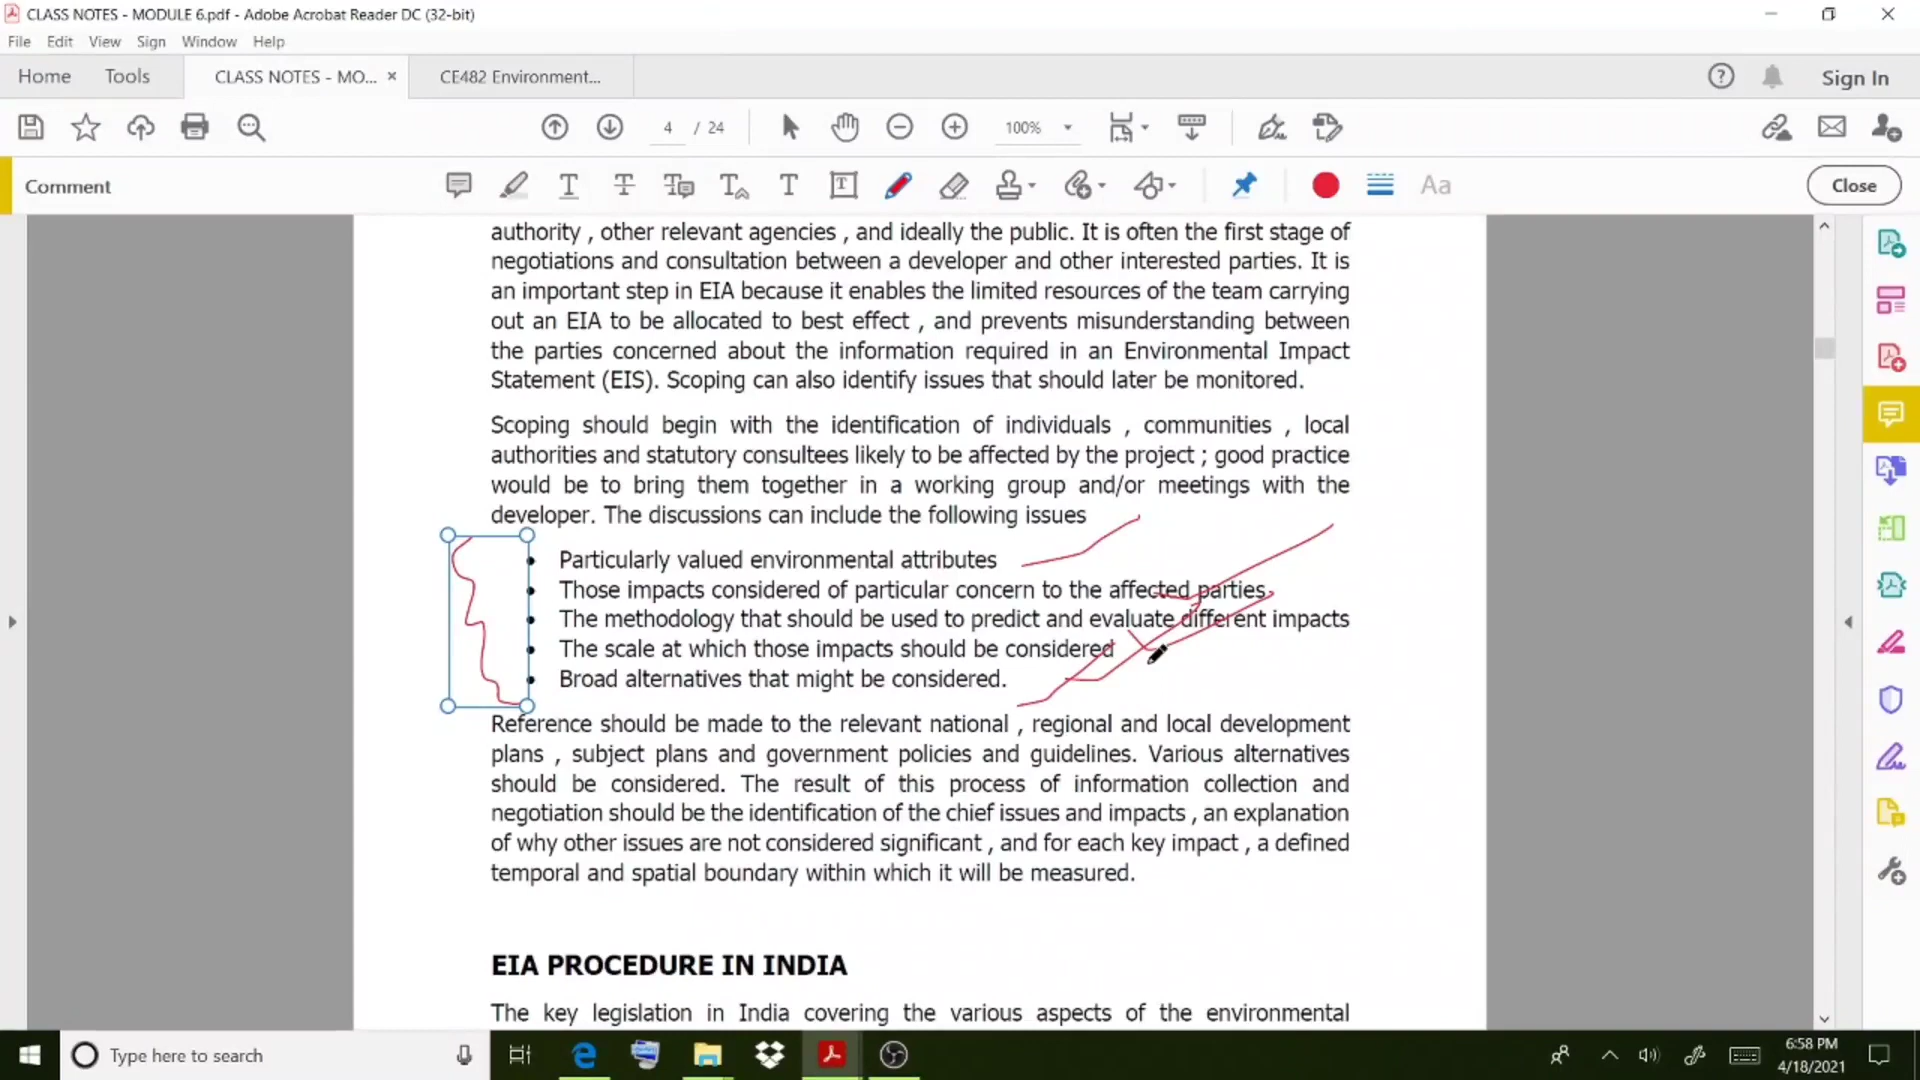 CLASS NOTES - MODULE 6.pdf - Adobe Acrobat Reader DC (32-bit)
File Edit View Sign Window Help
Home Tools CLASS NOTES - MO... × CE482 Environment... Sign In
4 / 24 100%
Comment Aa Close
authority , other relevant agencies , and ideally the public. It is often the first stage of
negotiations and consultation between a developer and other interested parties. It is
an important step in EIA because it enables the limited resources of the team carrying
out an EIA to be allocated to best effect , and prevents misunderstanding between
the parties concerned about the information required in an Environmental Impact
Statement (EIS). Scoping can also identify issues that should later be monitored.
Scoping should begin with the identification of individuals , communities , local
authorities and statutory consultees likely to be affected by the project ; good practice
would be to bring them together in a working group and/or meetings with the
developer. The discussions can include the following issues
• Particularly valued environmental attributes
• Those impacts considered of particular concern to the affected parties.
• The methodology that should be used to predict and evaluate different impacts
• The scale at which those impacts should be considered
• Broad alternatives that might be considered.
Reference should be made to the relevant national , regional and local development
plans , subject plans and government policies and guidelines. Various alternatives
should be considered. The result of this process of information collection and
negotiation should be the identification of the chief issues and impacts , an explanation
of why other issues are not considered significant , and for each key impact , a defined
temporal and spatial boundary within which it will be measured.
EIA PROCEDURE IN INDIA
The key legislation in India covering the various aspects of the environmental
Type here to search
6:58 PM
4/18/2021